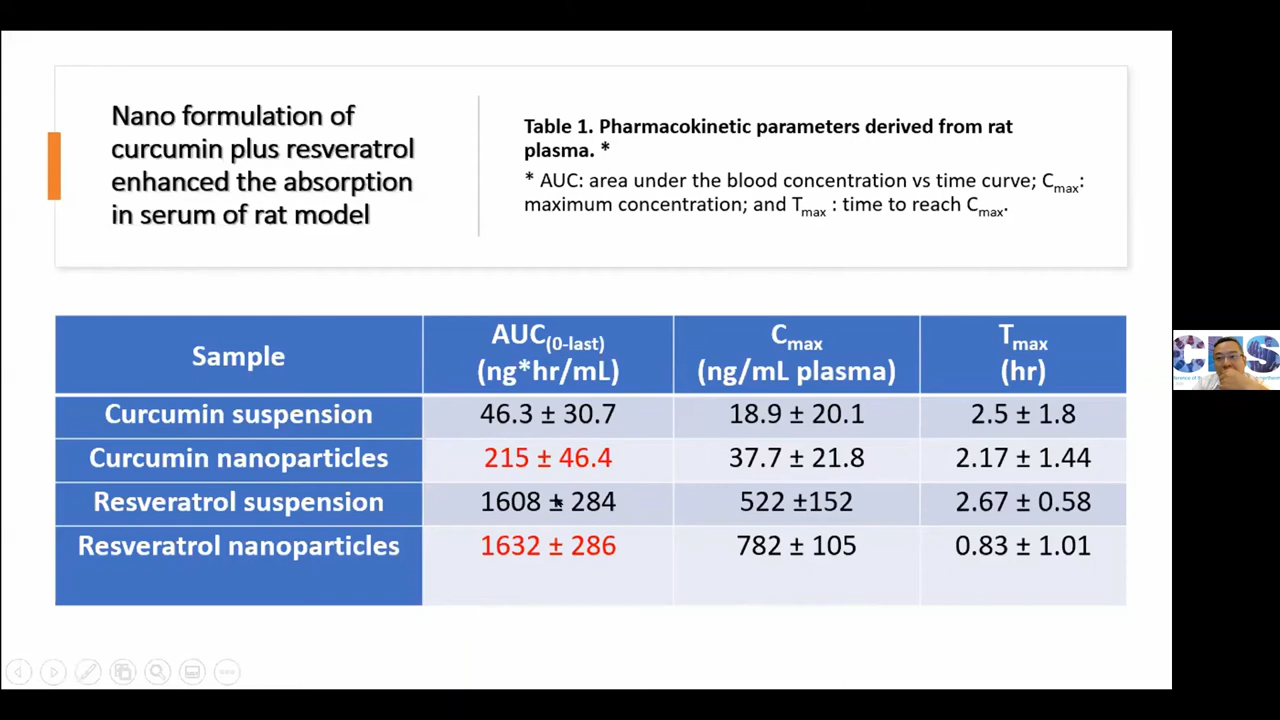 Nano formulation of
curcumin plus resveratrol
enhanced the absorption
in serum of rat model
Table 1. Pharmacokinetic parameters derived from rat
plasma. *
* AUC: area under the blood concentration vs time curve; Cmax:
maximum concentration; and Tmax : time to reach Cmax.
Sample
AUC(0-last)
(ng*hr/mL)
Cmax
(ng/mL plasma)
Tmax
(hr)
Curcumin suspension 46.3 ± 30.7 18.9 ± 20.1 2.5 ± 1.8
Curcumin nanoparticles 215 ± 46.4 37.7 ± 21.8 2.17 ± 1.44
Resveratrol suspension 1608 ± 284 522 ±152 2.67 ± 0.58
Resveratrol nanoparticles 1632 ± 286 782 ± 105 0.83 ± 1.01